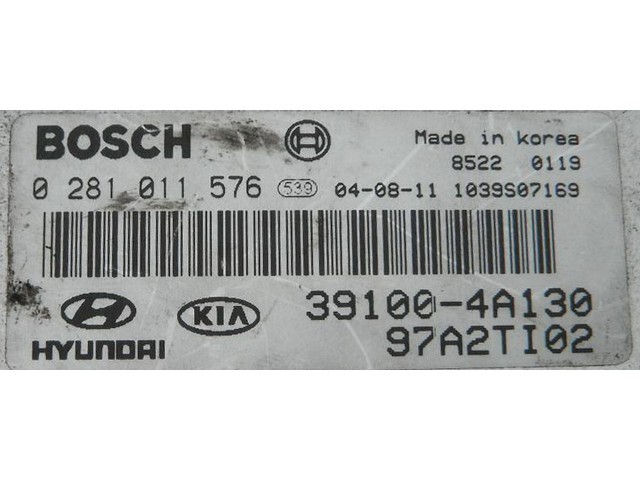 BOSCH
Made in korea
8522 0119
0 281 011 576 539 04-08-11 1039S07169
KIA 39100-4A130
HYUNDAI 97A2TI02